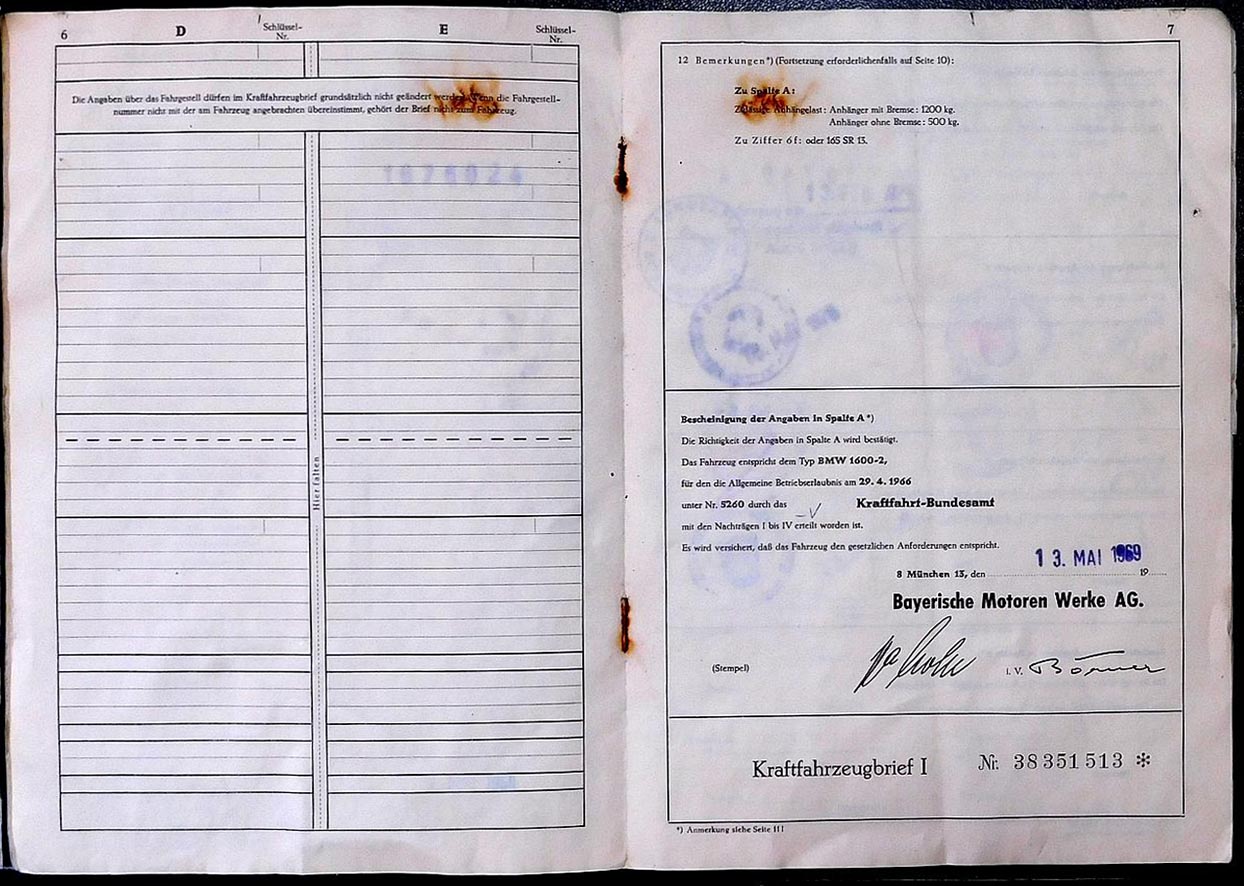 6
D
Schlüssel-
Nr.
E
Schlüssel-
Nr.
Die Angaben über das Fahrgestell dürfen im Kraftfahrzeugbrief grundsätzlich nicht geändert werden. Wenn die Fahrgestell-
nummer nicht mit der am Fahrzeug angebrachten übereinstimmt, gehört der Brief nicht zum Fahrzeug.
Hier falten
7
12 Bemerkungen*) (Fortsetzung erforderlichenfalls auf Seite 10):
Zu Spalte A:
Zulässige Anhängelast: Anhänger mit Bremse: 1200 kg.
Anhänger ohne Bremse: 500 kg.
Zu Ziffer 6f: oder 165 SR 13.
Bescheinigung der Angaben in Spalte A*)
Die Richtigkeit der Angaben in Spalte A wird bestätigt.
Das Fahrzeug entspricht dem Typ BMW 1600-2,
für den die Allgemeine Betriebserlaubnis am 29. 4. 1966
unter Nr. 5260 durch das Kraftfahrt-Bundesamt
–V
mit den Nachträgen I bis IV erteilt worden ist.
Es wird versichert, daß das Fahrzeug den gesetzlichen Anforderungen entspricht.
13. MAI 1969
8 München 13, den 19
Bayerische Motoren Werke AG.
(Stempel)
i. V. Börner
Kraftfahrzeugbrief I Nr. 38351513 *
*) Anmerkung siehe Seite 11!